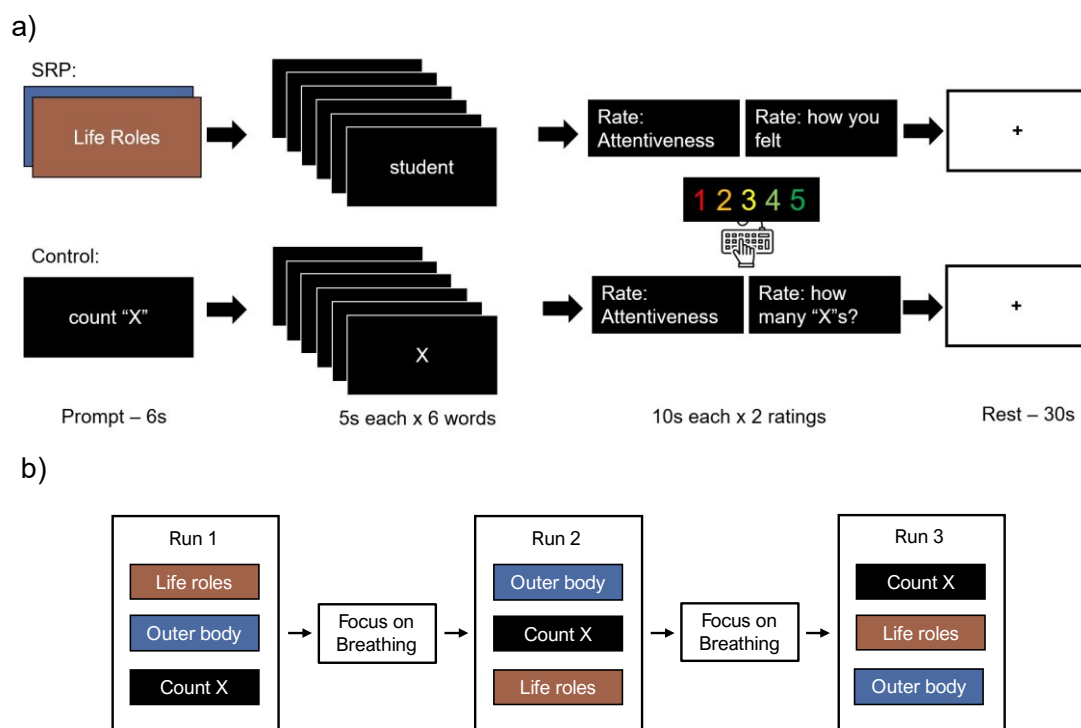 a)
SRP:
Life Roles
student
Rate:
Attentiveness
Rate: how you
felt
+
1 2 3 4 5
Control:
count “X”
X
Rate:
Attentiveness
Rate: how
many “X”s?
+
Prompt – 6s
5s each x 6 words
10s each x 2 ratings
Rest – 30s
b)
Run 1
Life roles
Outer body
Count X
Focus on
Breathing
Run 2
Outer body
Count X
Life roles
Focus on
Breathing
Run 3
Count X
Life roles
Outer body